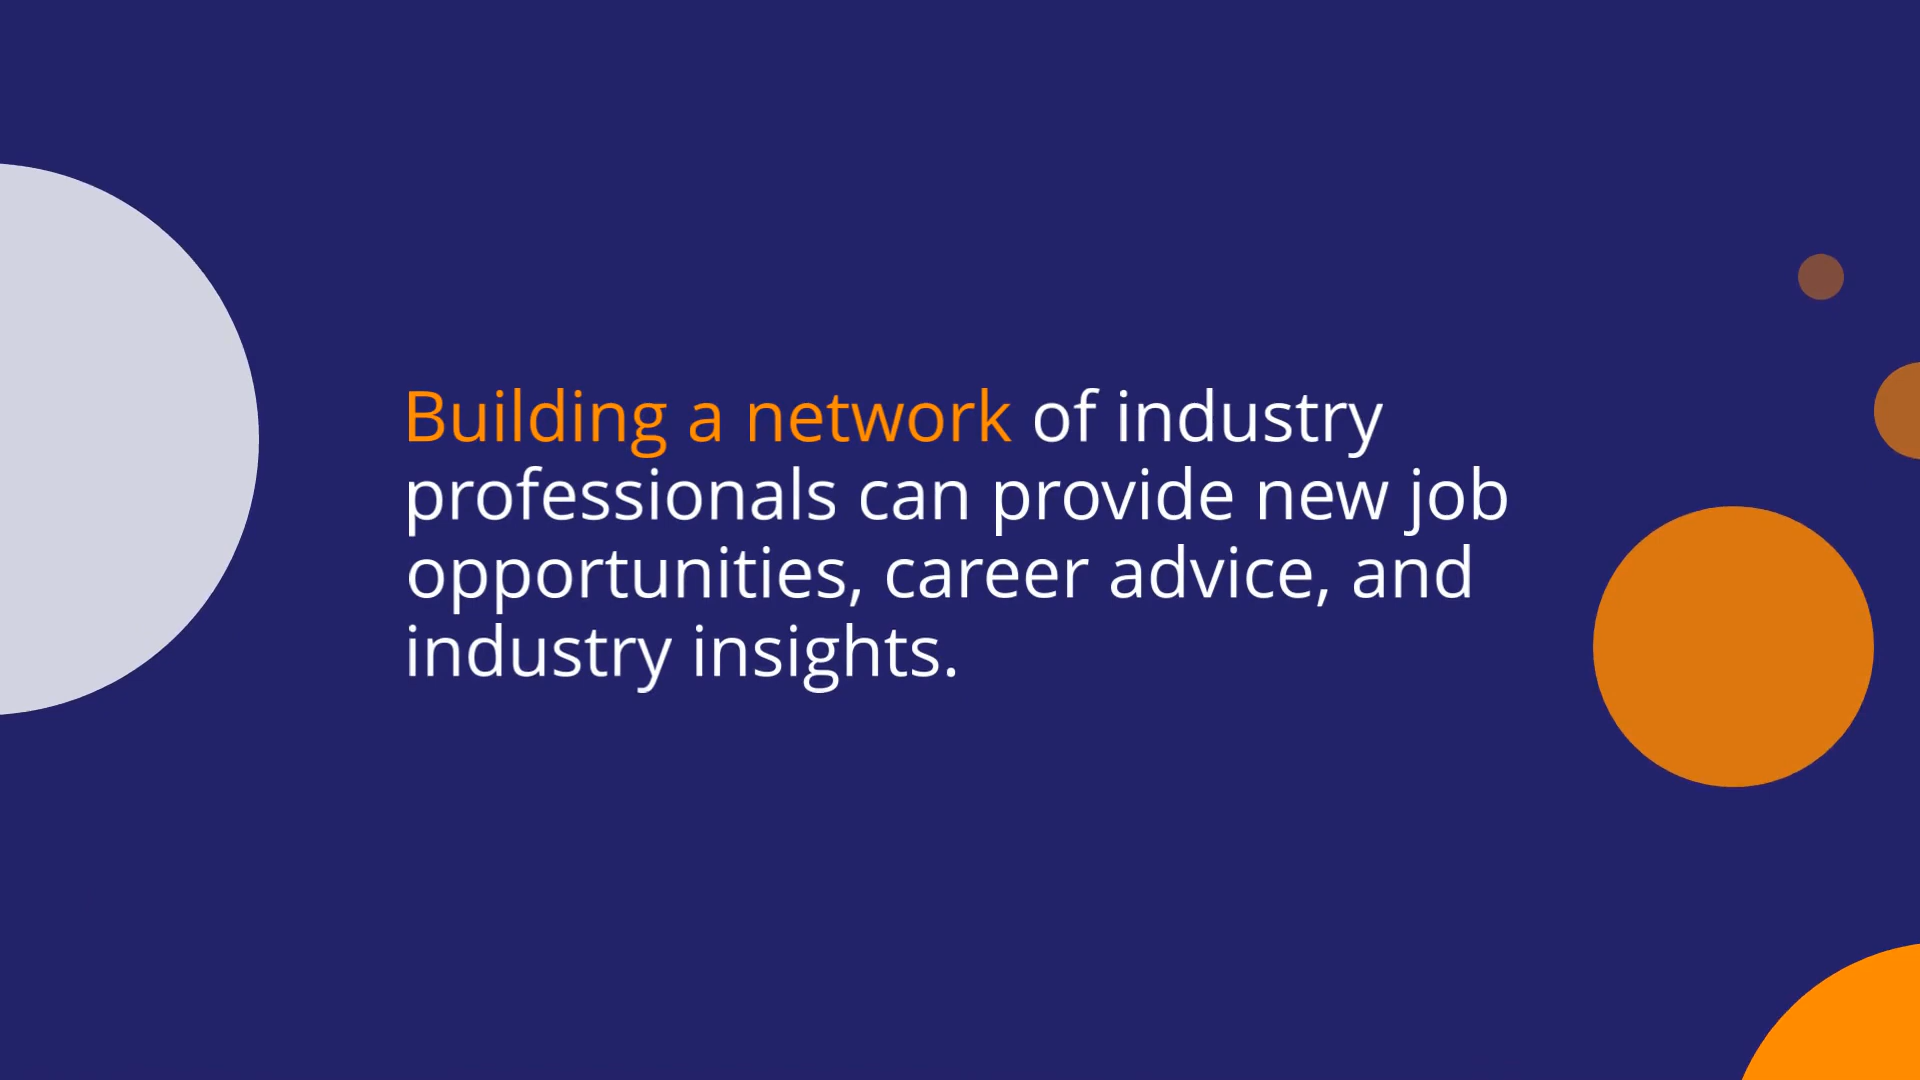 Building a network of industry
professionals can provide new job
opportunities, career advice, and
industry insights.